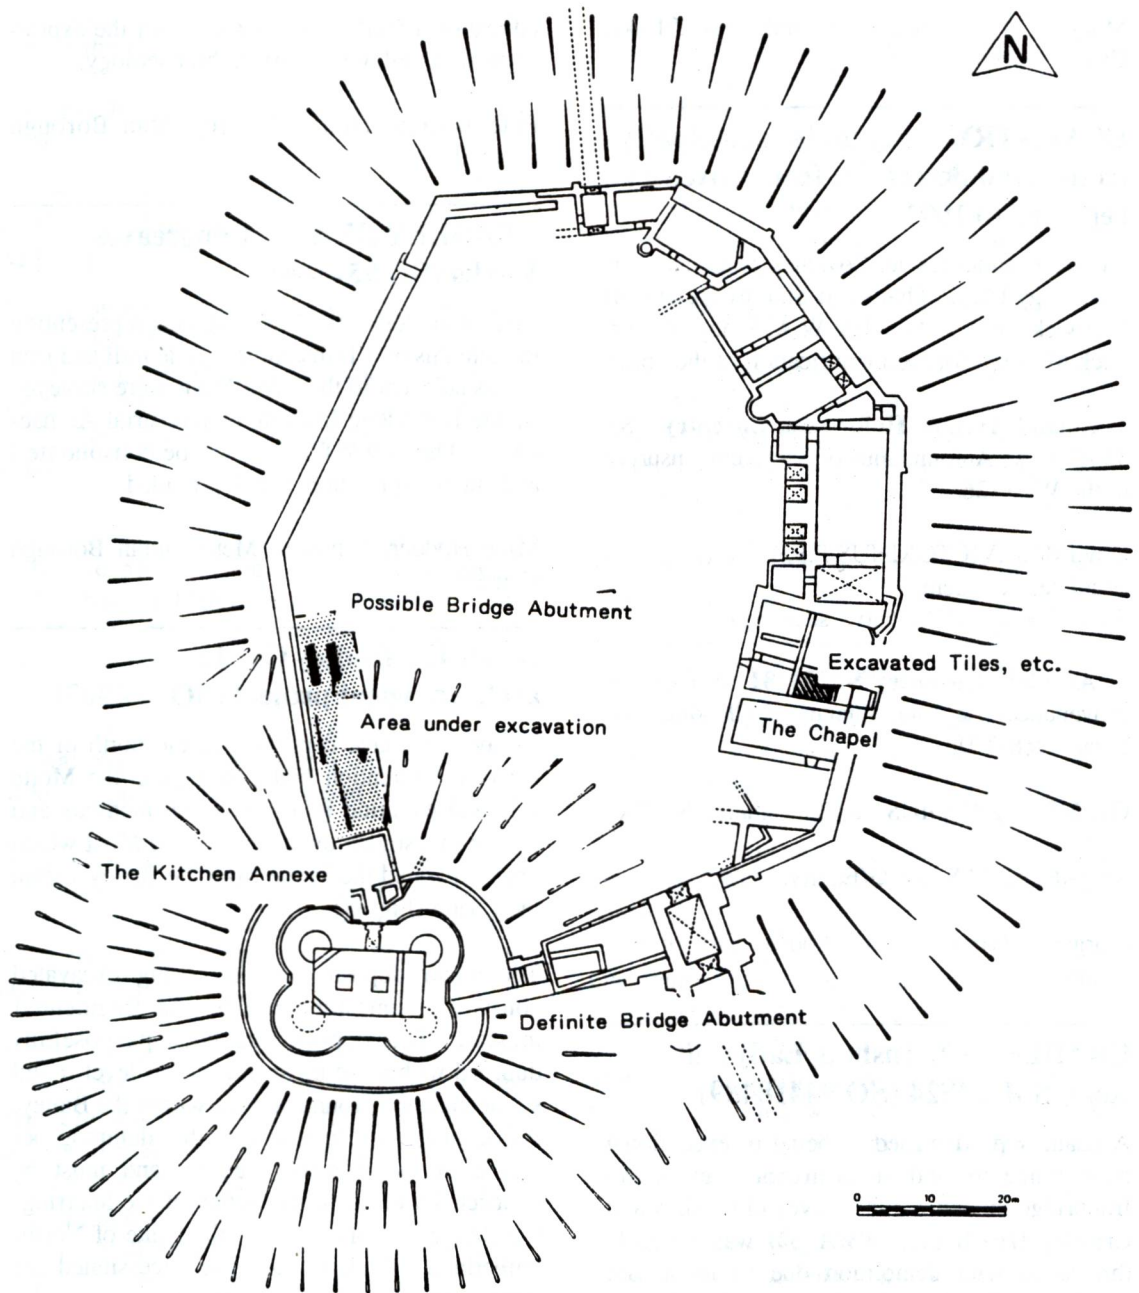 N
Possible Bridge Abutment
Excavated Tiles, etc.
Area under excavation
The Chapel
The Kitchen Annexe
Definite Bridge Abutment
0 10 20m